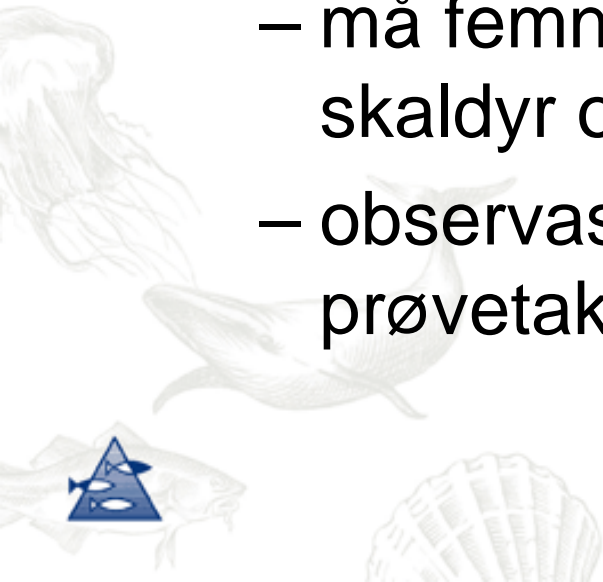 – må femn
skaldyr o
– observas
prøvetak